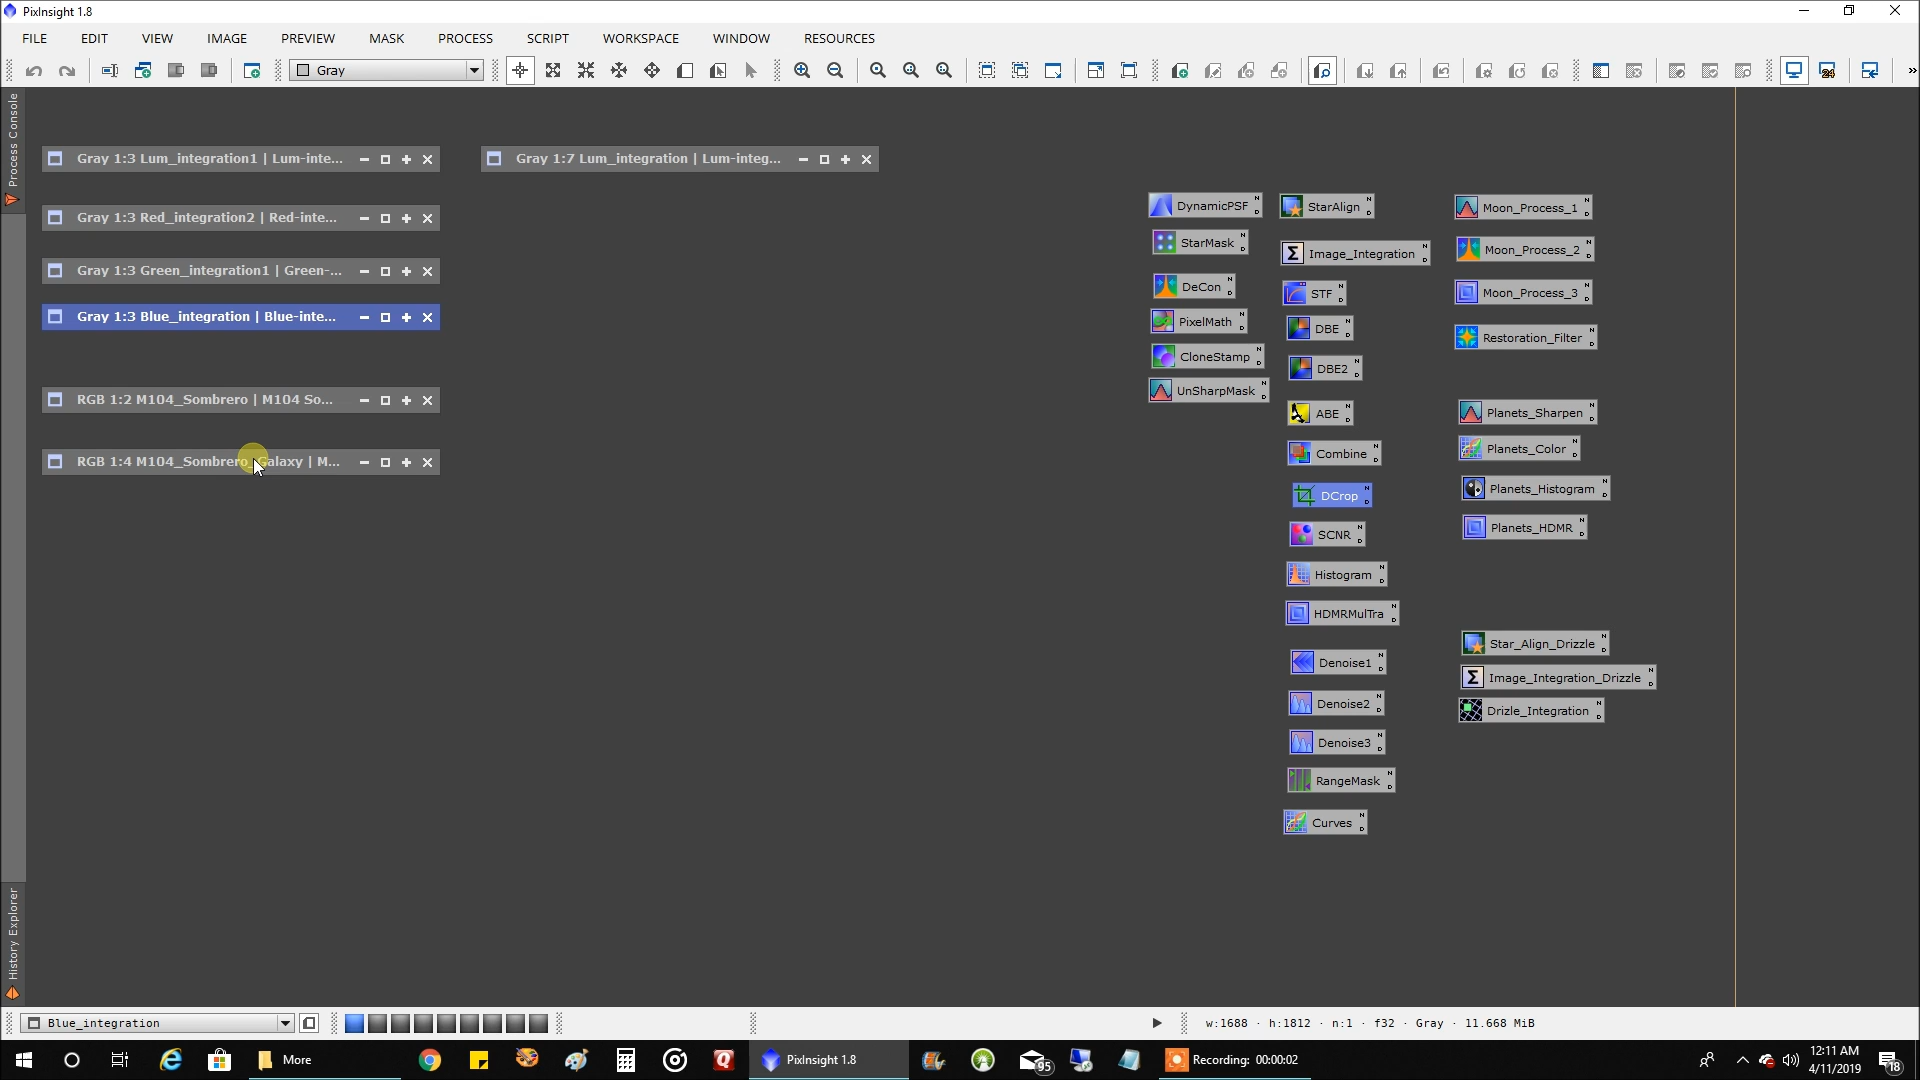 PixInsight 1.8
FILE EDIT VIEW IMAGE PREVIEW MASK PROCESS SCRIPT WORKSPACE WINDOW RESOURCES
Gray
24
Process Console
Gray 1:3 Lum_integration1 | Lum-inte...
Gray 1:7 Lum_integration | Lum-integ...
Gray 1:3 Red_integration2 | Red-inte...
Gray 1:3 Green_integration1 | Green-...
Gray 1:3 Blue_integration | Blue-inte...
RGB 1:2 M104_Sombrero | M104 So...
RGB 1:4 M104_Sombrero_Galaxy | M...
DynamicPSF
StarMask
DeCon
PixelMath
CloneStamp
UnSharpMask
StarAlign
Image_Integration
STF
DBE
DBE2
ABE
Combine
DCrop
SCNR
Histogram
HDMRMulTra
Denoise1
Denoise2
Denoise3
RangeMask
Curves
Moon_Process_1
Moon_Process_2
Moon_Process_3
Restoration_Filter
Planets_Sharpen
Planets_Color
Planets_Histogram
Planets_HDMR
Star_Align_Drizzle
Image_Integration_Drizzle
Drizle_Integration
History Explorer
Blue_integration
w:1688 · h:1812 · n:1 · f32 · Gray · 11.668 MiB
More
PixInsight 1.8
95
Recording: 00:00:02
12:11 AM
4/11/2019
18